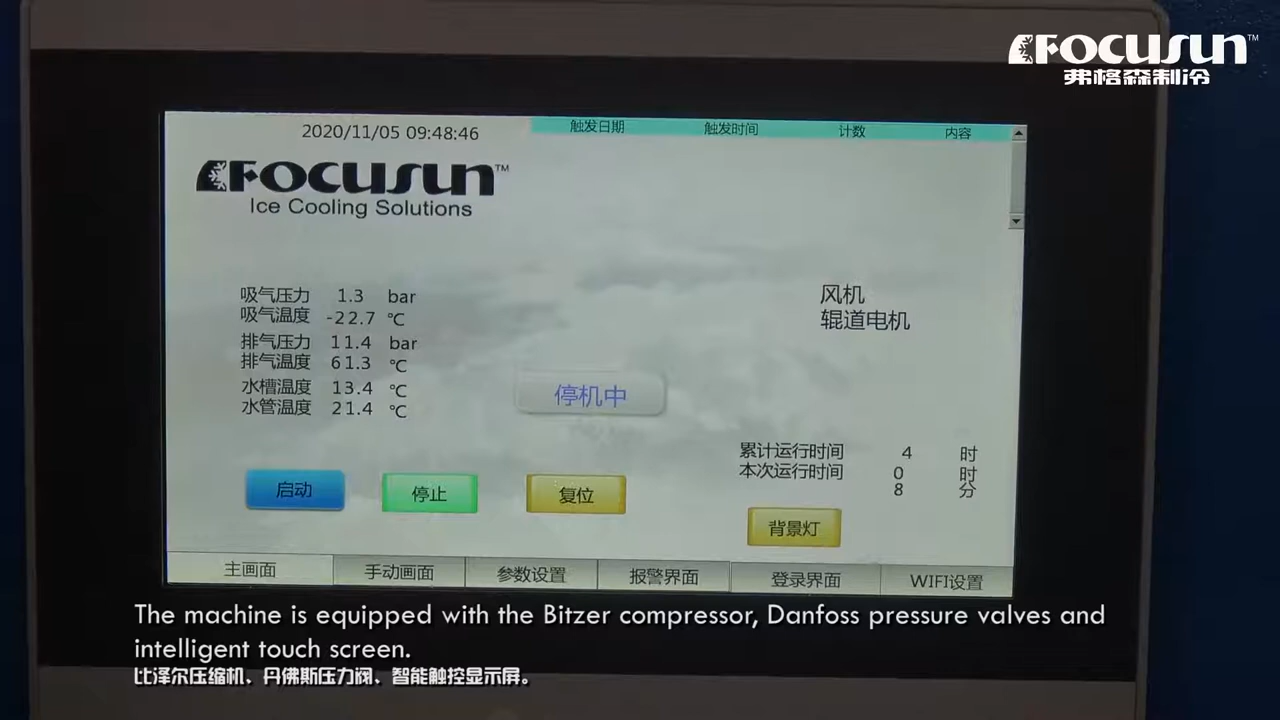 FOCUSUN™
弗格森制冷
2020/11/05 09:48:46
触发日期 触发时间 计数 内容
FOCUSUN™
Ice Cooling Solutions
吸气压力 1.3 bar
吸气温度 -22.7 ℃
排气压力 11.4 bar
排气温度 61.3 ℃
水槽温度 13.4 ℃
水管温度 21.4 ℃
风机
辊道电机
停机中
累计运行时间 4 时
本次运行时间 0 时
8 分
启动 停止 复位 背景灯
主画面 手动画面 参数设置 报警界面 登录界面 WIFI设置
The machine is equipped with the Bitzer compressor, Danfoss pressure valves and
intelligent touch screen.
比泽尔压缩机、丹佛斯压力阀、智能触控显示屏。